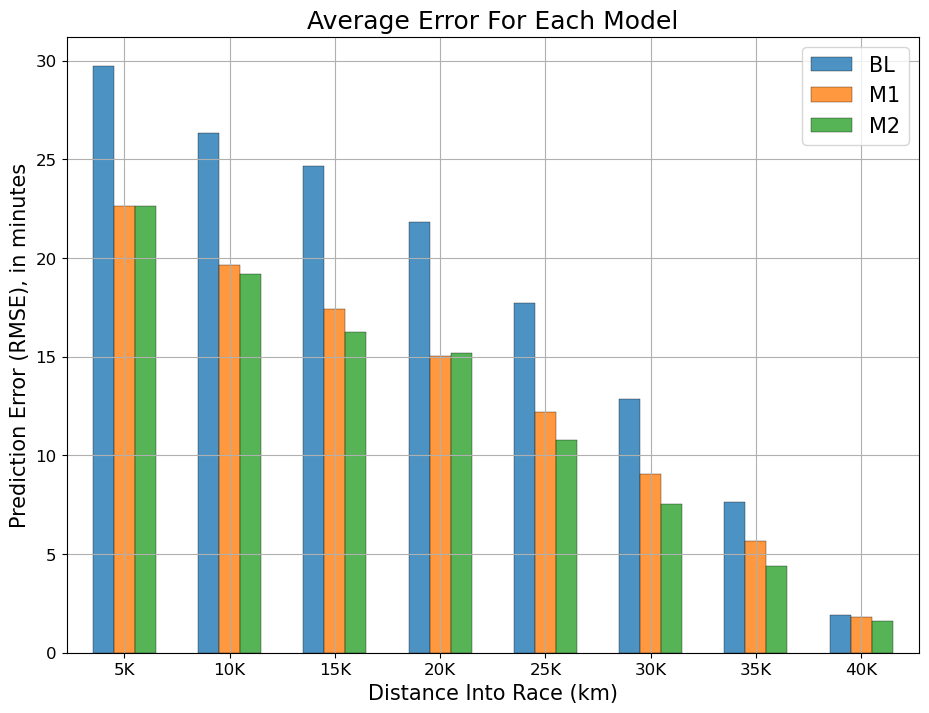 Average Error For Each Model
Prediction Error (RMSE), in minutes
30
25
20
15
10
5
0
BL
M1
M2
5K 10K 15K 20K 25K 30K 35K 40K
Distance Into Race (km)